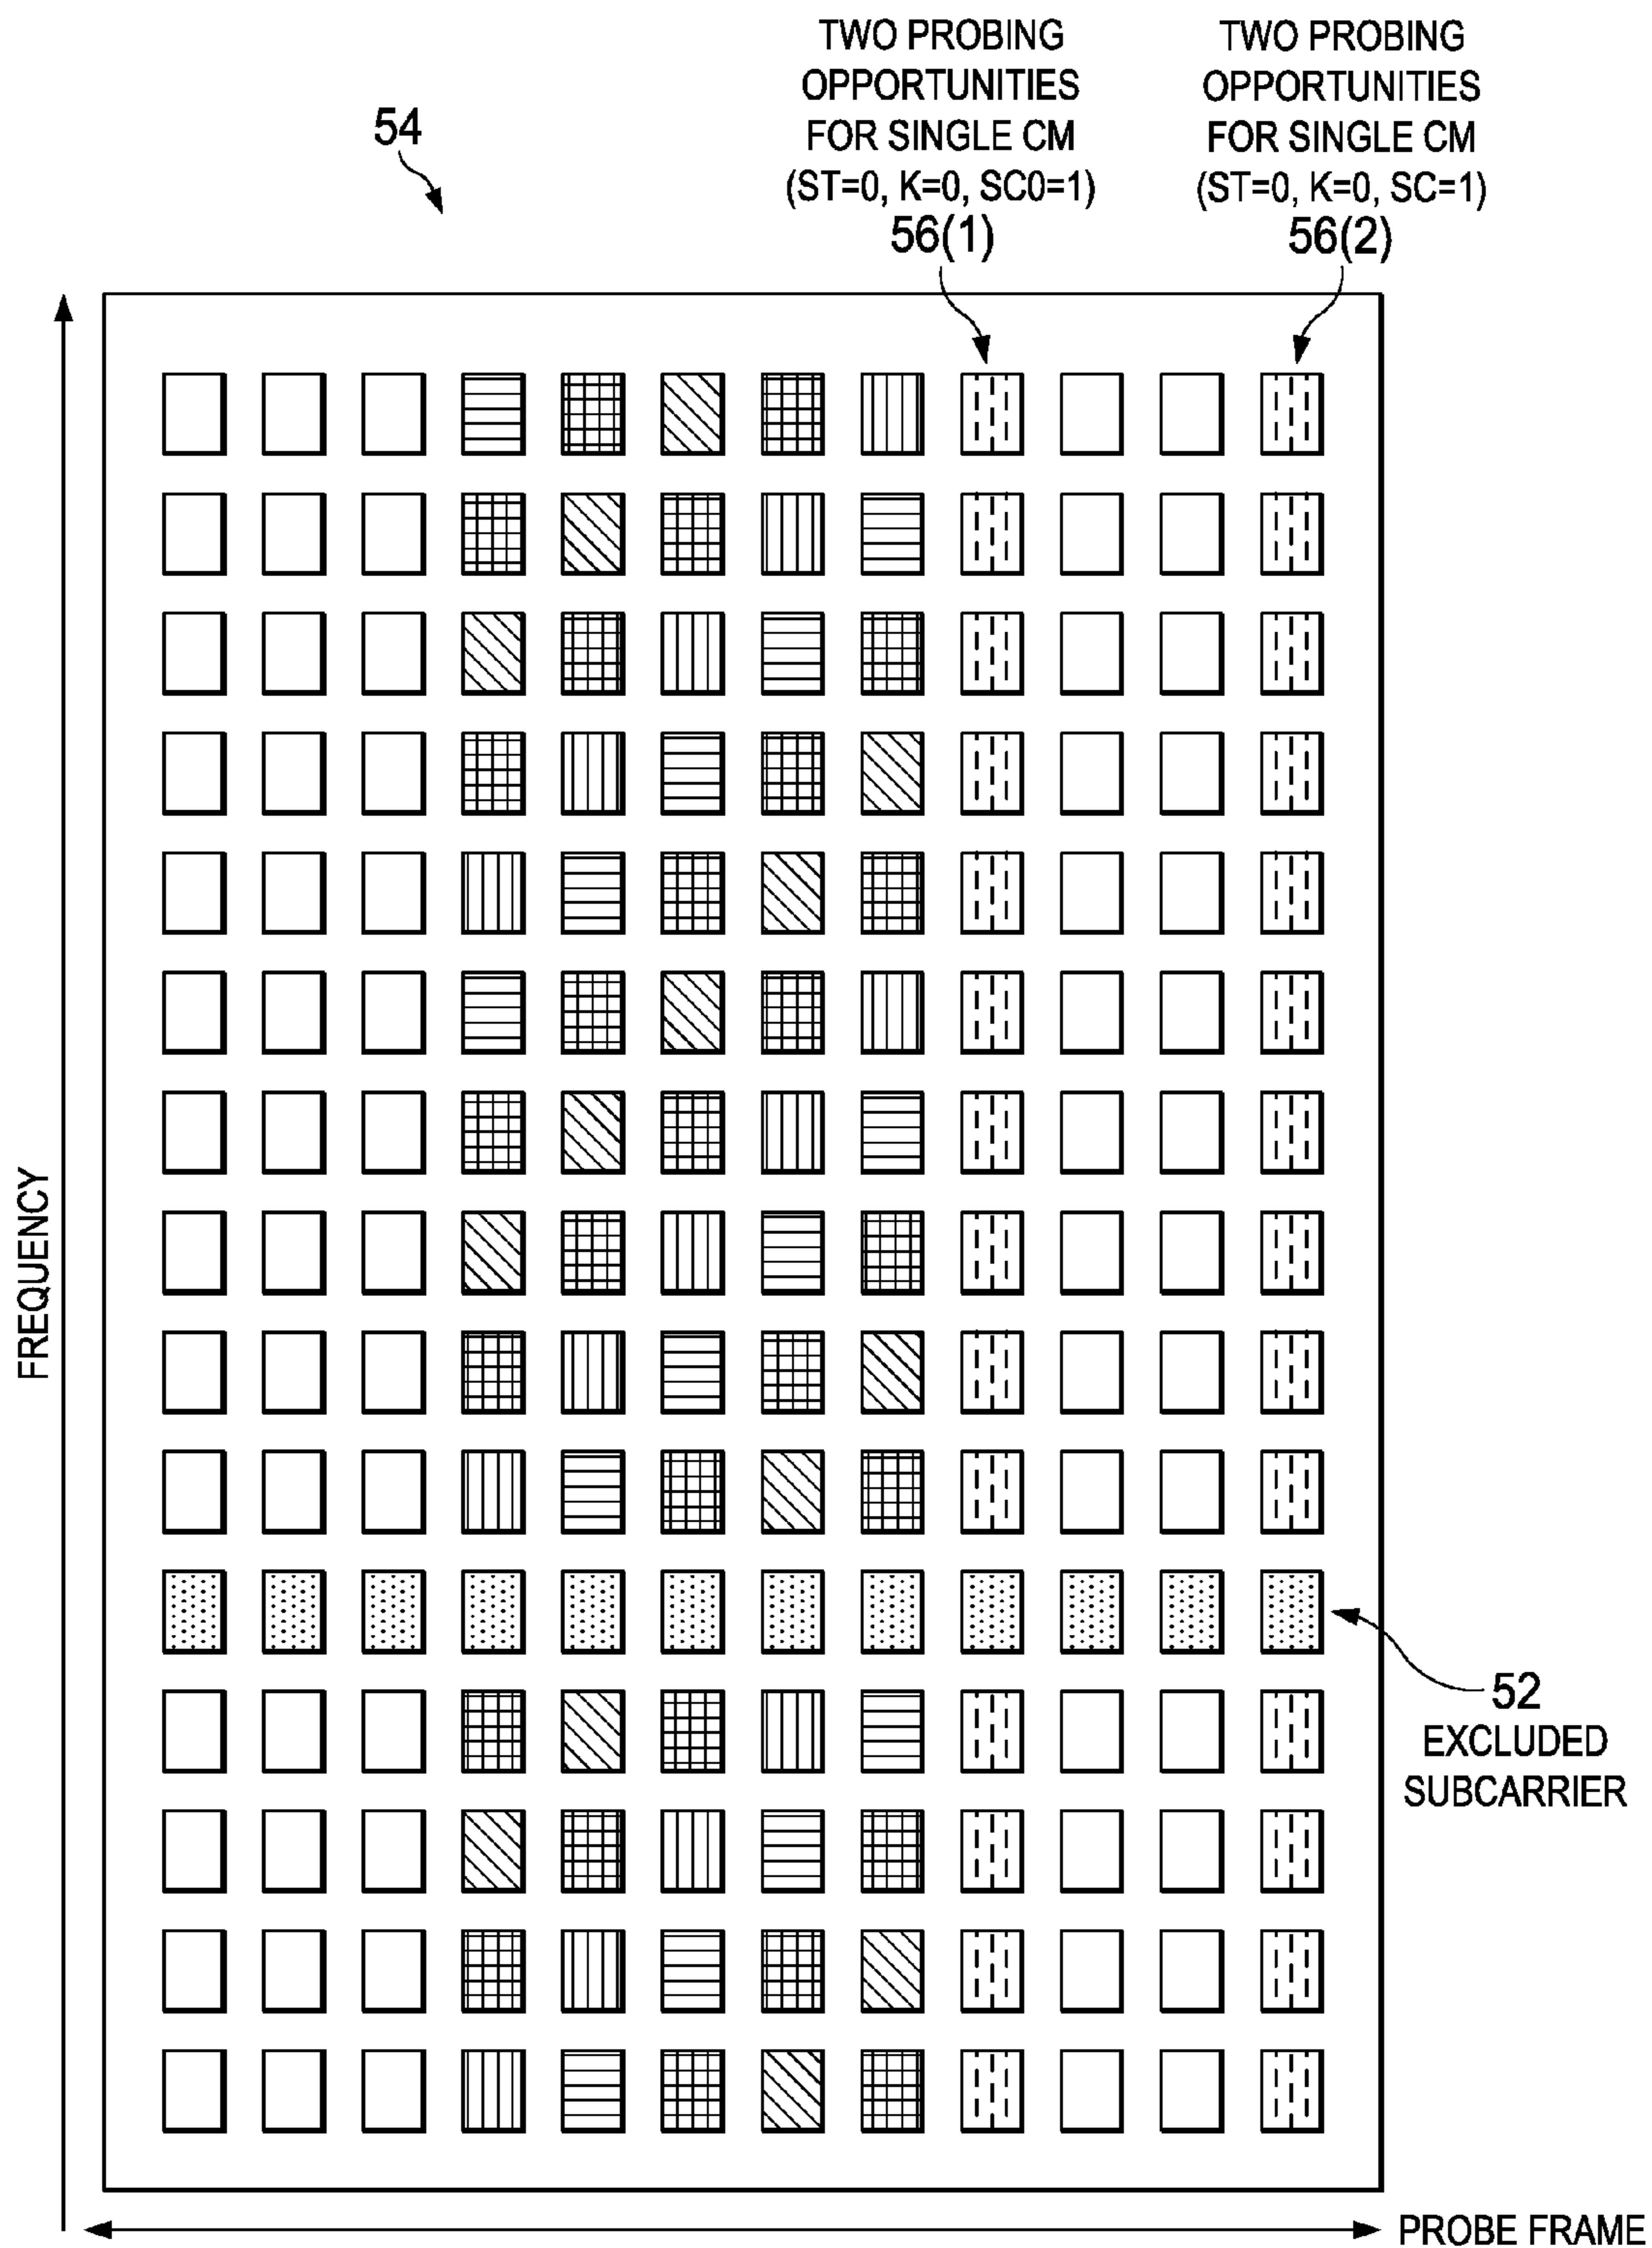 TWO PROBING
OPPORTUNITIES
FOR SINGLE CM
(ST=0, K=0, SC0=1)
56(1)
TWO PROBING
OPPORTUNITIES
FOR SINGLE CM
(ST=0, K=0, SC=1)
56(2)
54
FREQUENCY
52
EXCLUDED
SUBCARRIER
PROBE FRAME